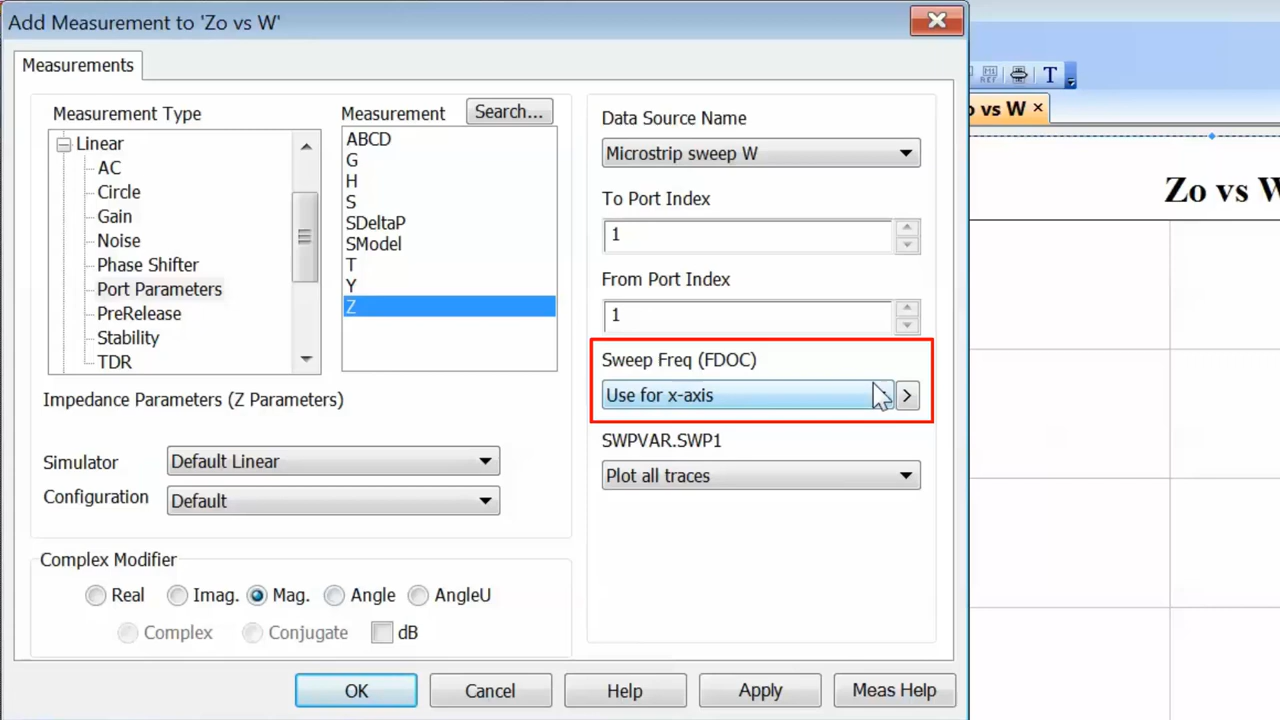 Add Measurement to 'Zo vs W'
Measurements
Measurement Type
Linear
AC
Circle
Gain
Noise
Phase Shifter
Port Parameters
PreRelease
Stability
TDR
Measurement
Search...
ABCD
G
H
S
SDeltaP
SModel
T
Y
Z
Impedance Parameters (Z Parameters)
Simulator
Default Linear
Configuration
Default
Complex Modifier
Real
Imag.
Mag.
Angle
AngleU
Complex
Conjugate
dB
Data Source Name
Microstrip sweep W
To Port Index
1
From Port Index
1
Sweep Freq (FDOC)
Use for x-axis
>
SWPVAR.SWP1
Plot all traces
OK
Cancel
Help
Apply
Meas Help
T
o vs W
Zo vs W